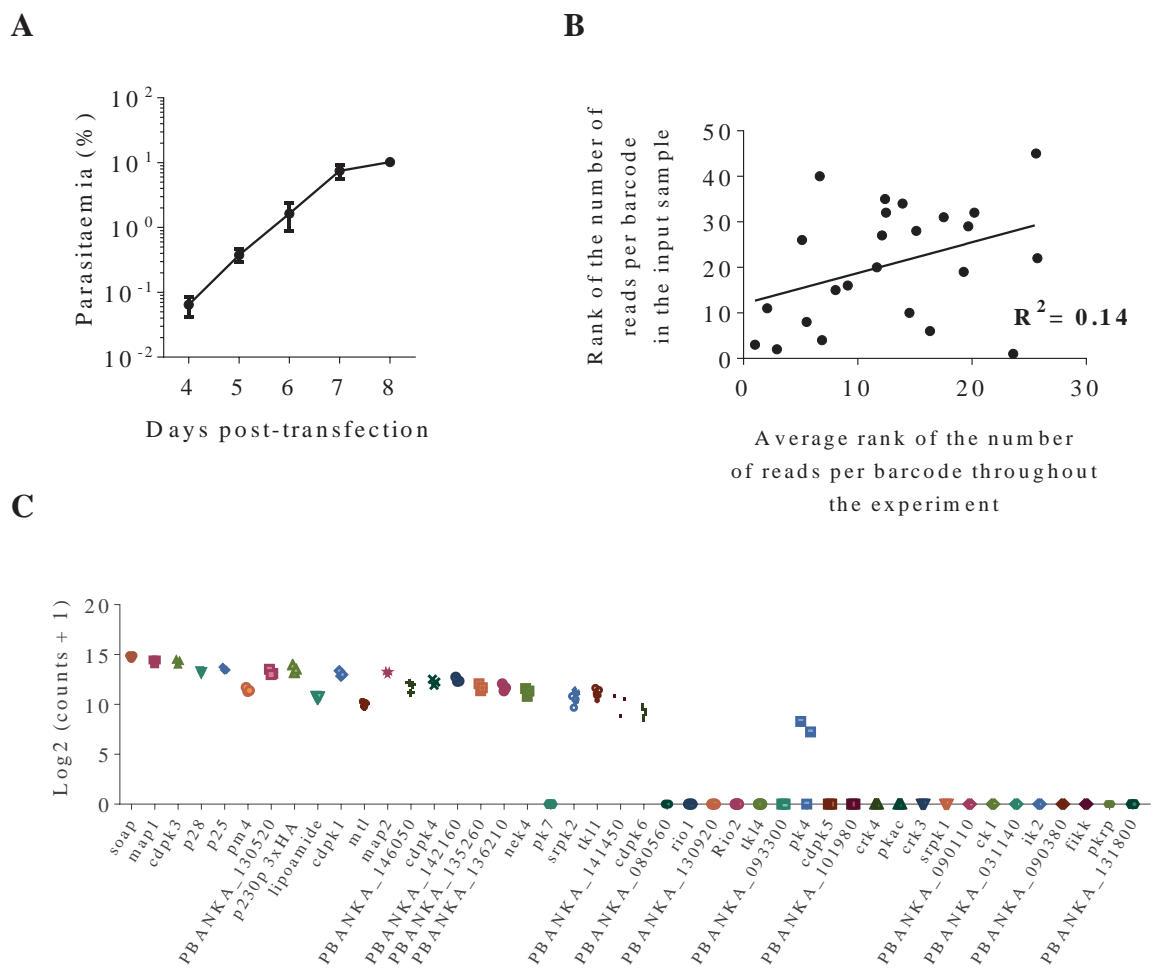 A
10 2
10 1
10 0
10 -1
10 -2
Parasitaemia (%)
4 5 6 7 8
Days post-transfection
B
50
40
30
20
10
0
Rank of the number of
reads per barcode
in the input sample
R 2 = 0.14
0 10 20 30
Average rank of the number
of reads per barcode throughout
the experiment
C
20
15
10
5
0
Log2 (counts + 1)
soap
map1
cdpk3
p28
p25
pm4
PBANKA_130520
p230p 3xHA
lipoamide
cdpk1
mtl
map2
PBANKA_146050
cdpk4
PBANKA_142160
PBANKA_135260
PBANKA_136210
nek4
pk7
srpk2
tkl1
PBANKA_141450
cdpk6
PBANKA_080560
rio1
PBANKA_130920
Rio2
tkl4
PBANKA_093300
pk4
cdpk5
PBANKA_101980
crk4
pkac
crk3
srpk1
PBANKA_090110
ck1
PBANKA_031140
ik2
PBANKA_090380
fikk
pkrp
PBANKA_131800